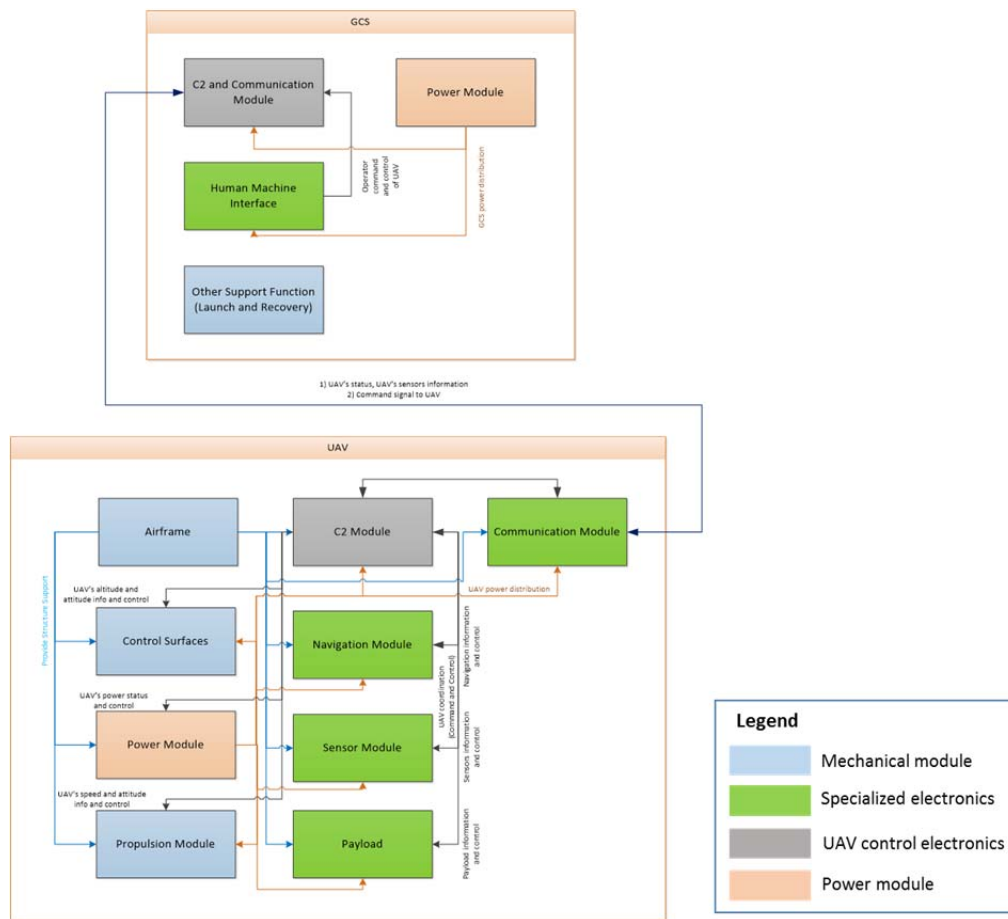 GCS
C2 and Communication
Module
Power Module
Operator
command
and control
of UAV
GCS power distribution
Human Machine
Interface
Other Support Function
(Launch and Recovery)
1) UAV's status, UAV's sensors information
2) Command signal to UAV
UAV
Airframe
C2 Module
Communication Module
Provide Structure Support
UAV's altitude and
attitude info and control
UAV power distribution
Control Surfaces
Navigation Module
Navigation information
and control
UAV coordination
(Command and Control)
UAV's power status
and control
Power Module
Sensor Module
Sensors information
and control
UAV's speed and attitude
info and control
Propulsion Module
Payload
Payload information
and control
Legend
Mechanical module
Specialized electronics
UAV control electronics
Power module